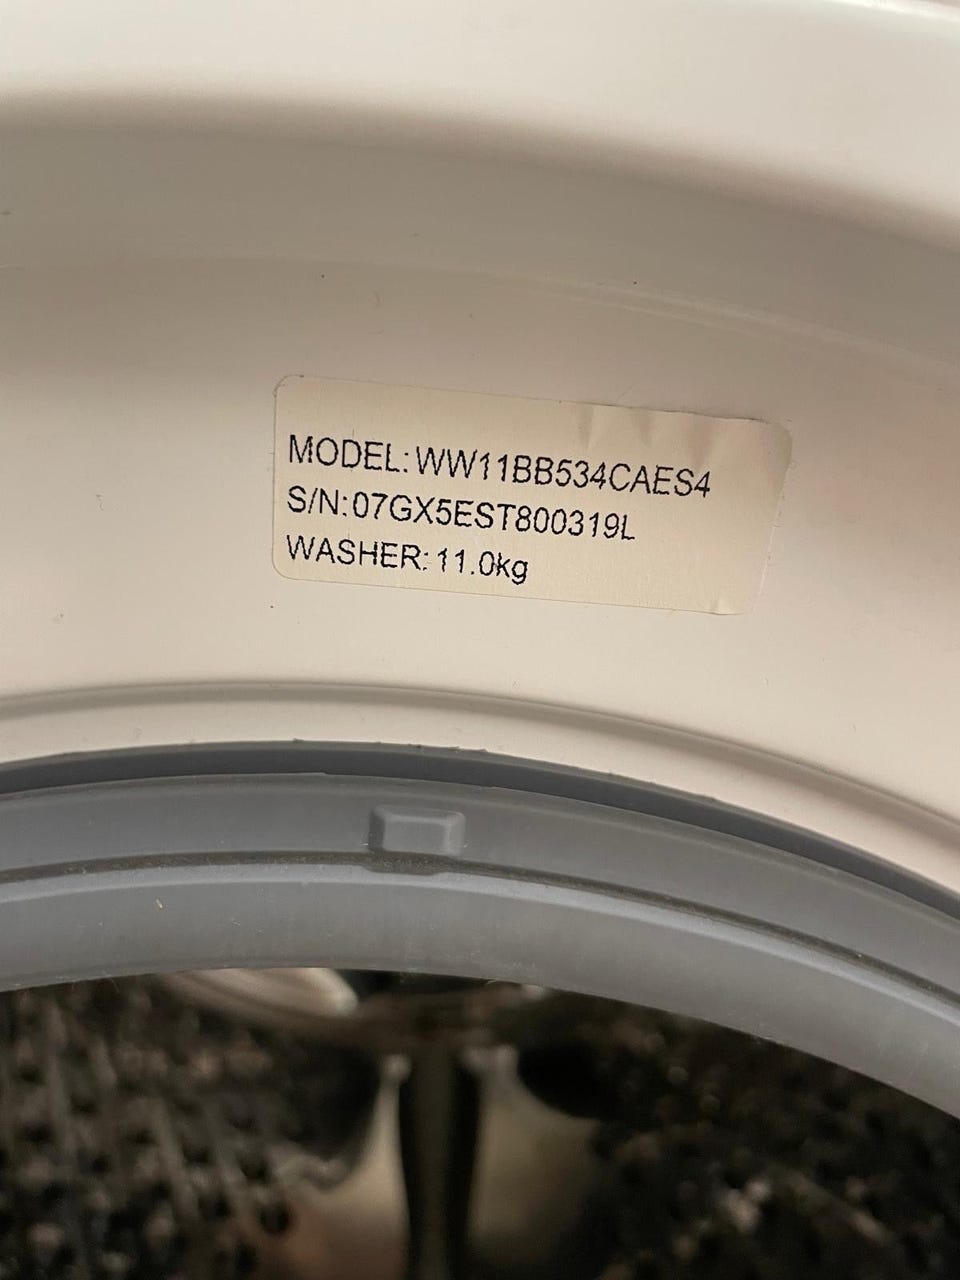 MODEL: WW11BB534CAES4
S/N: 07GX5EST800319L
WASHER: 11.0kg